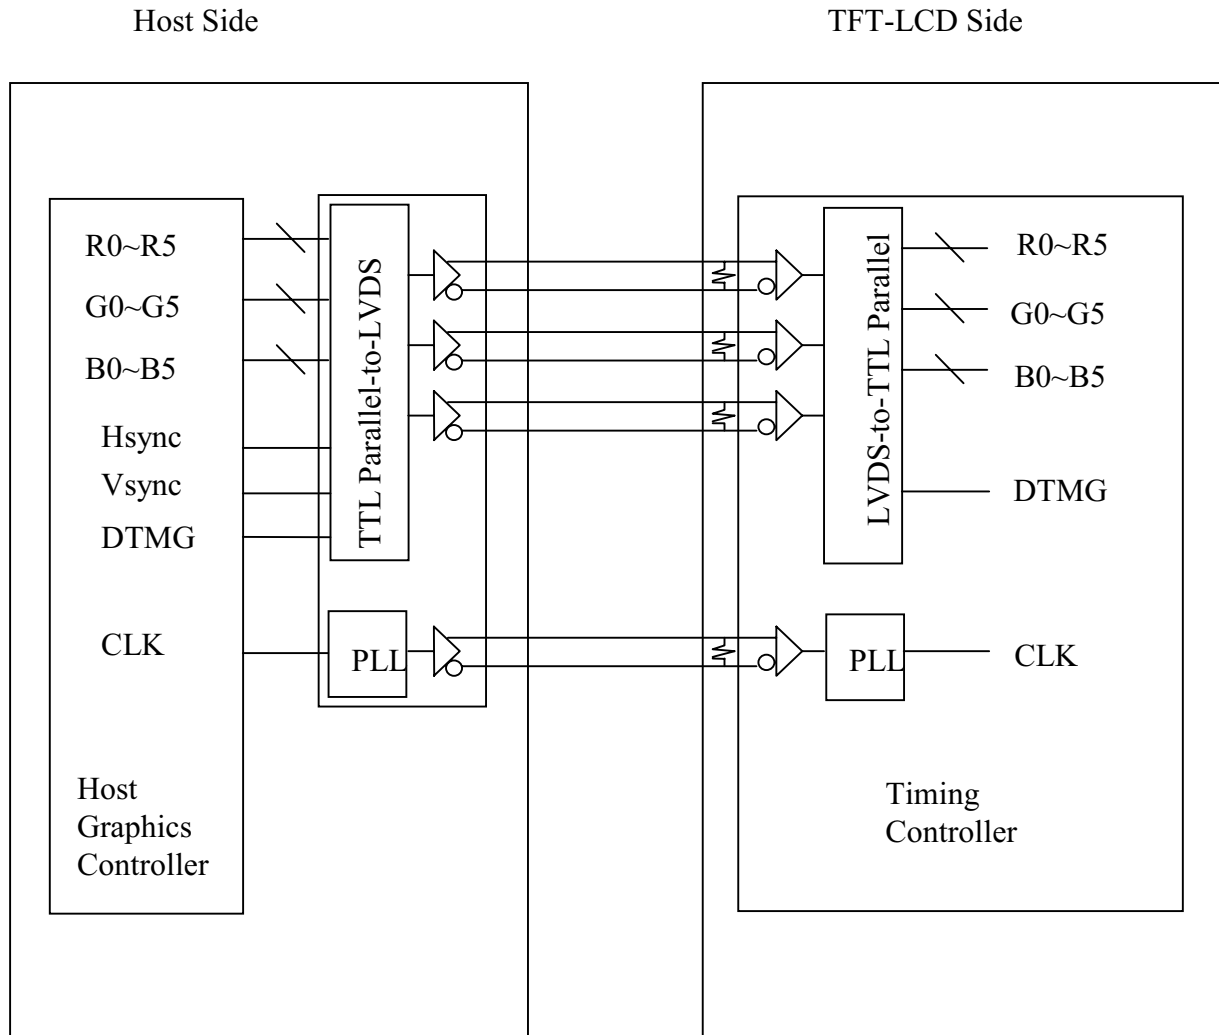 Host Side
TFT-LCD Side
R0~R5
G0~G5
B0~B5
Hsync
Vsync
DTMG
CLK
TTL Parallel-to-LVDS
PLL
Host
Graphics
Controller
LVDS-to-TTL Parallel
PLL
R0~R5
G0~G5
B0~B5
DTMG
CLK
Timing
Controller